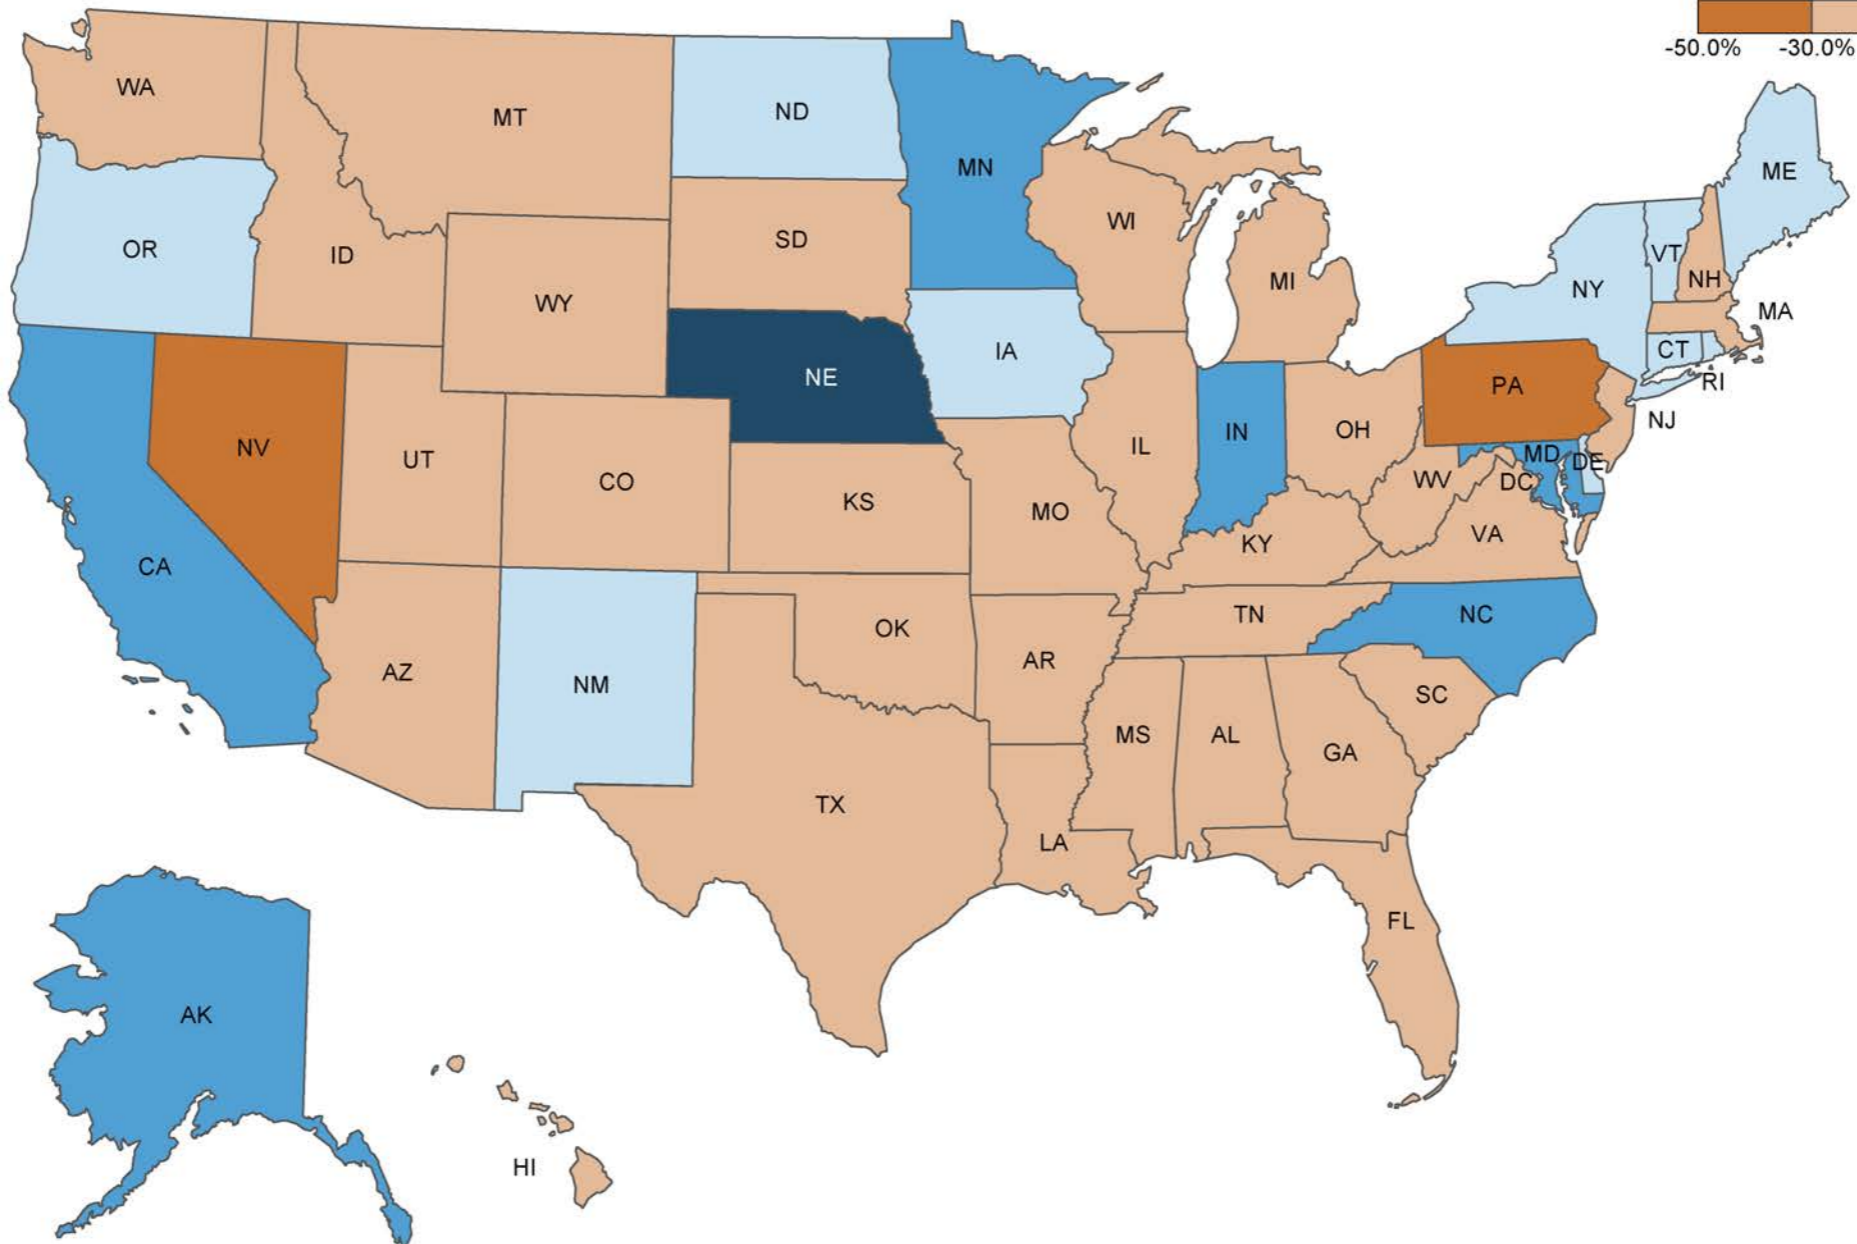 -50.0% -30.0%
WA
MT
ND
MN
ME
OR
ID
SD
WI
VT
NH
WY
MI
NY
MA
IA
CT
NE
RI
PA
NJ
NV
UT
CO
KS
IL
IN
OH
MD
DE
WV
DC
MO
VA
KY
CA
OK
TN
NC
AZ
NM
AR
SC
MS
AL
GA
TX
LA
FL
AK
HI